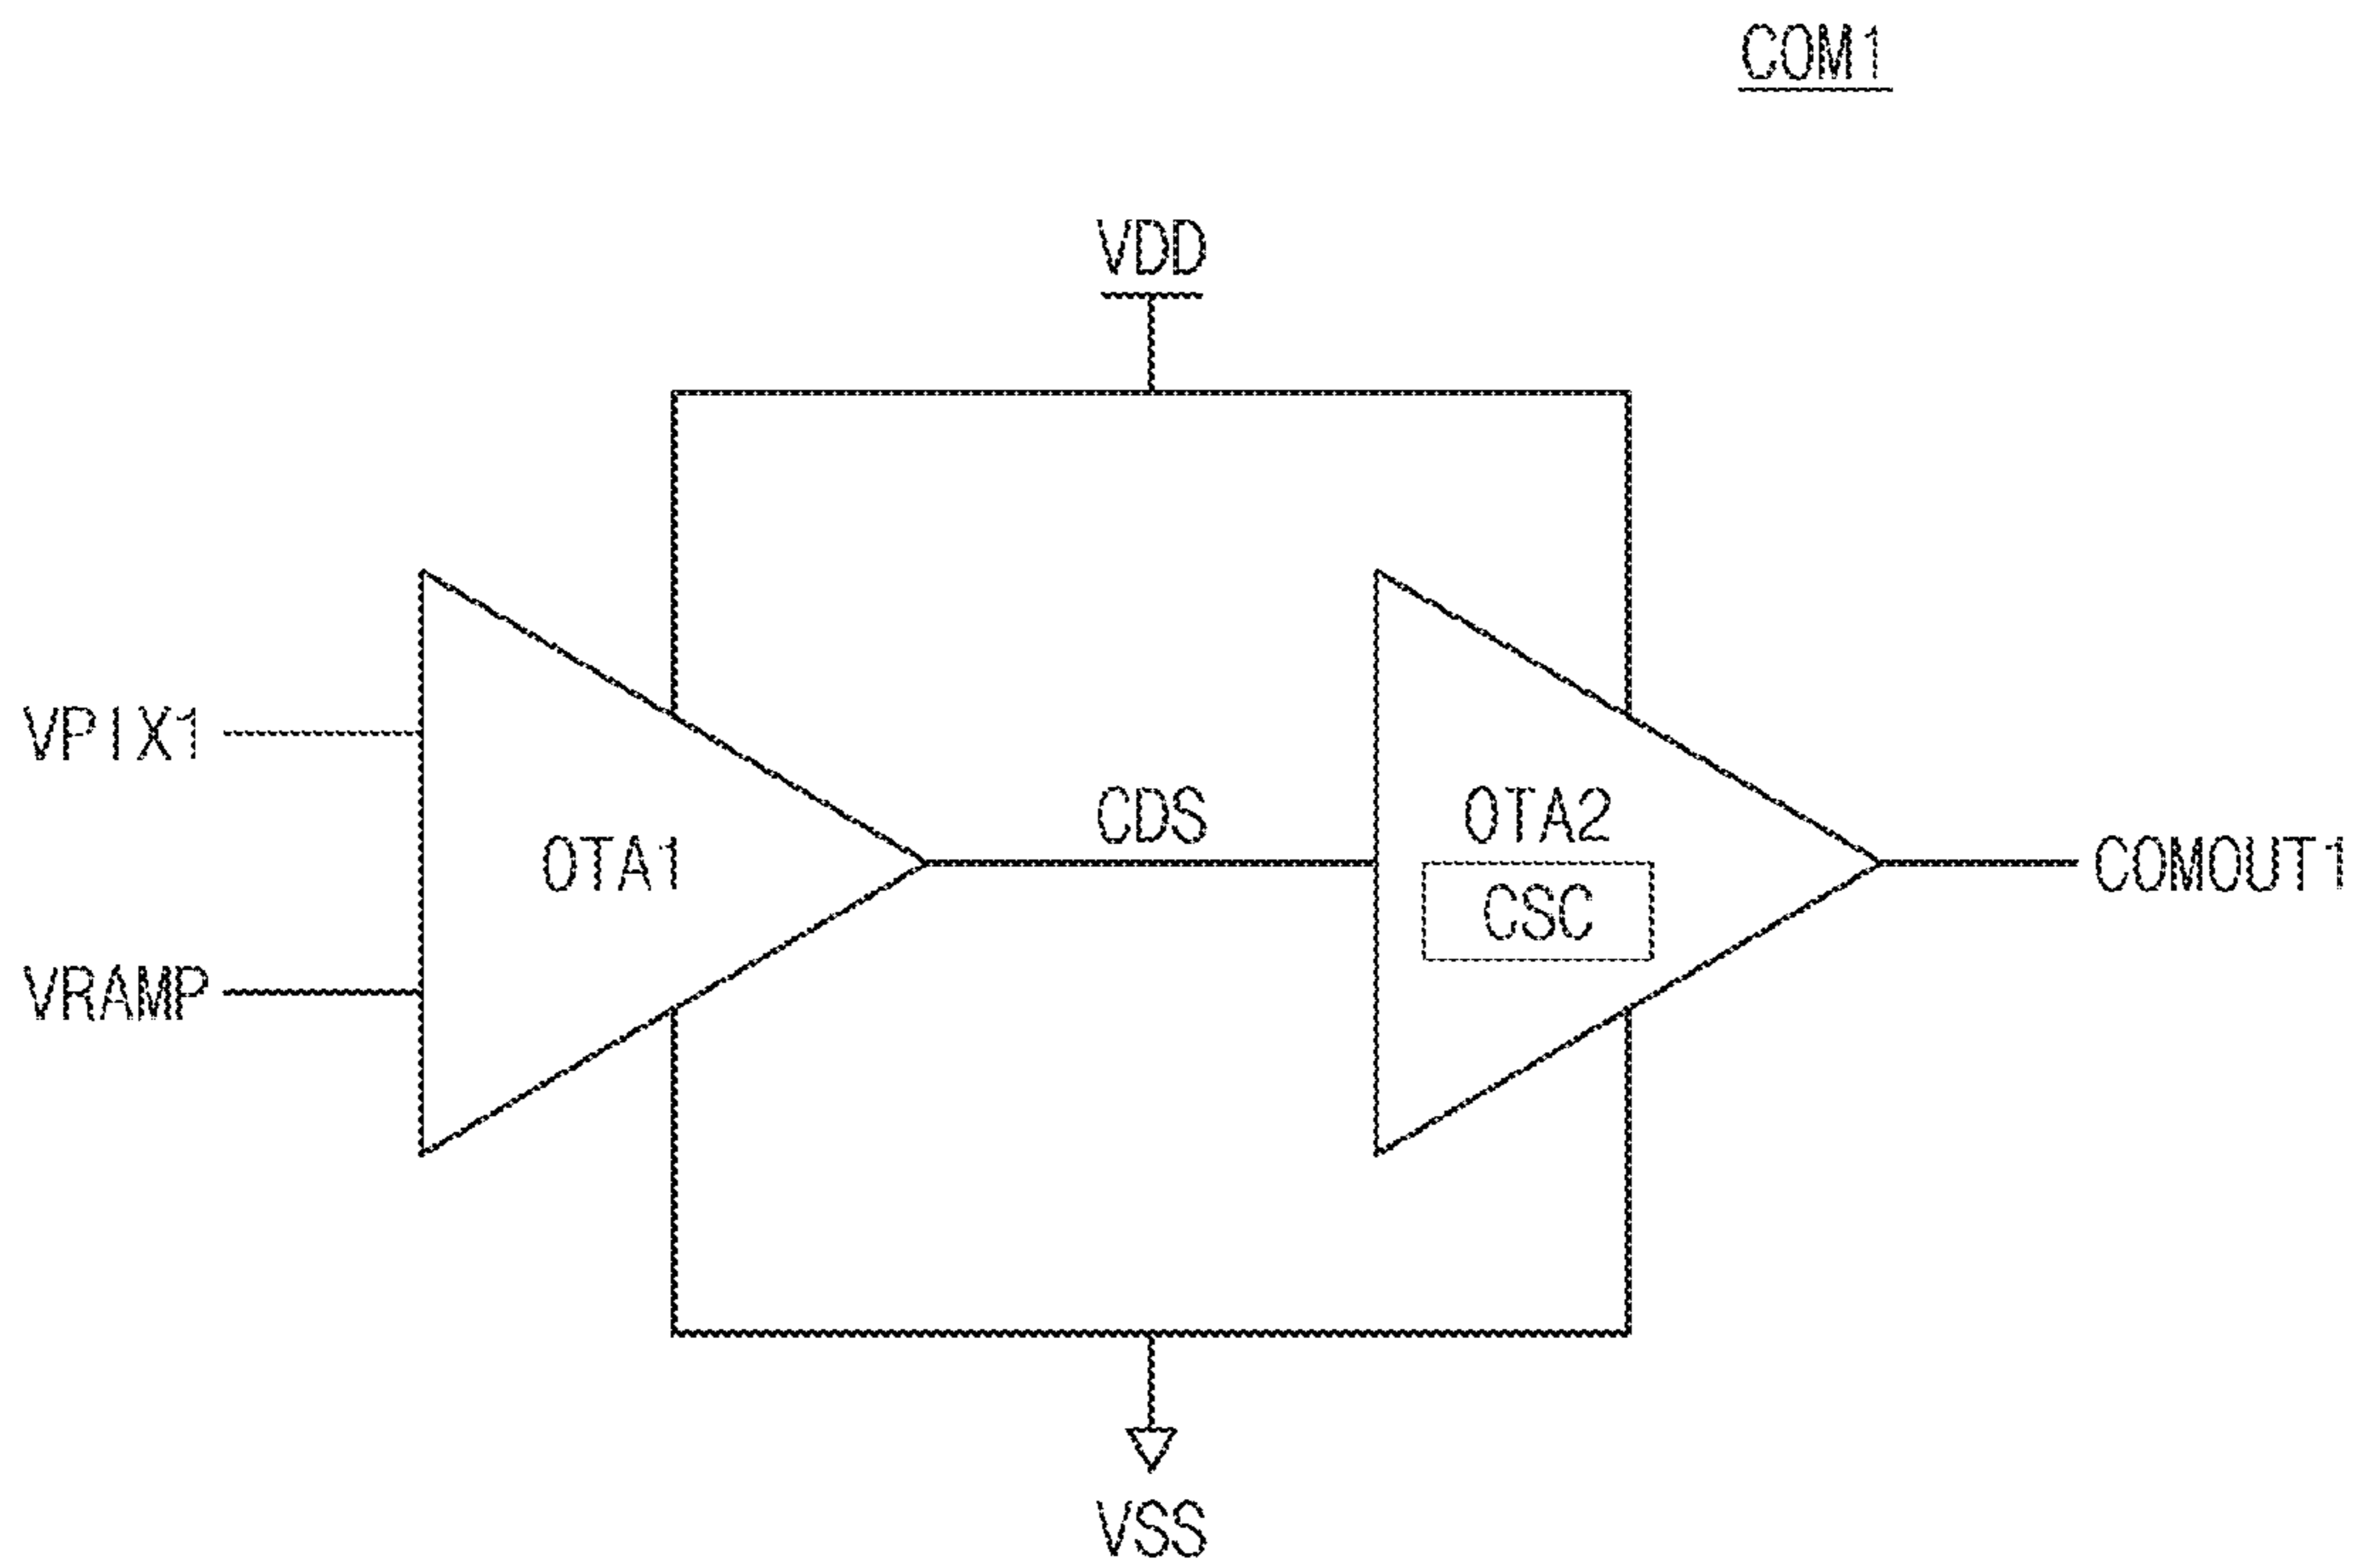 COM1
VDD
VPIX1
CDS
OTA2
OTA1
COMOUT1
CSC
VRAMP
VSS